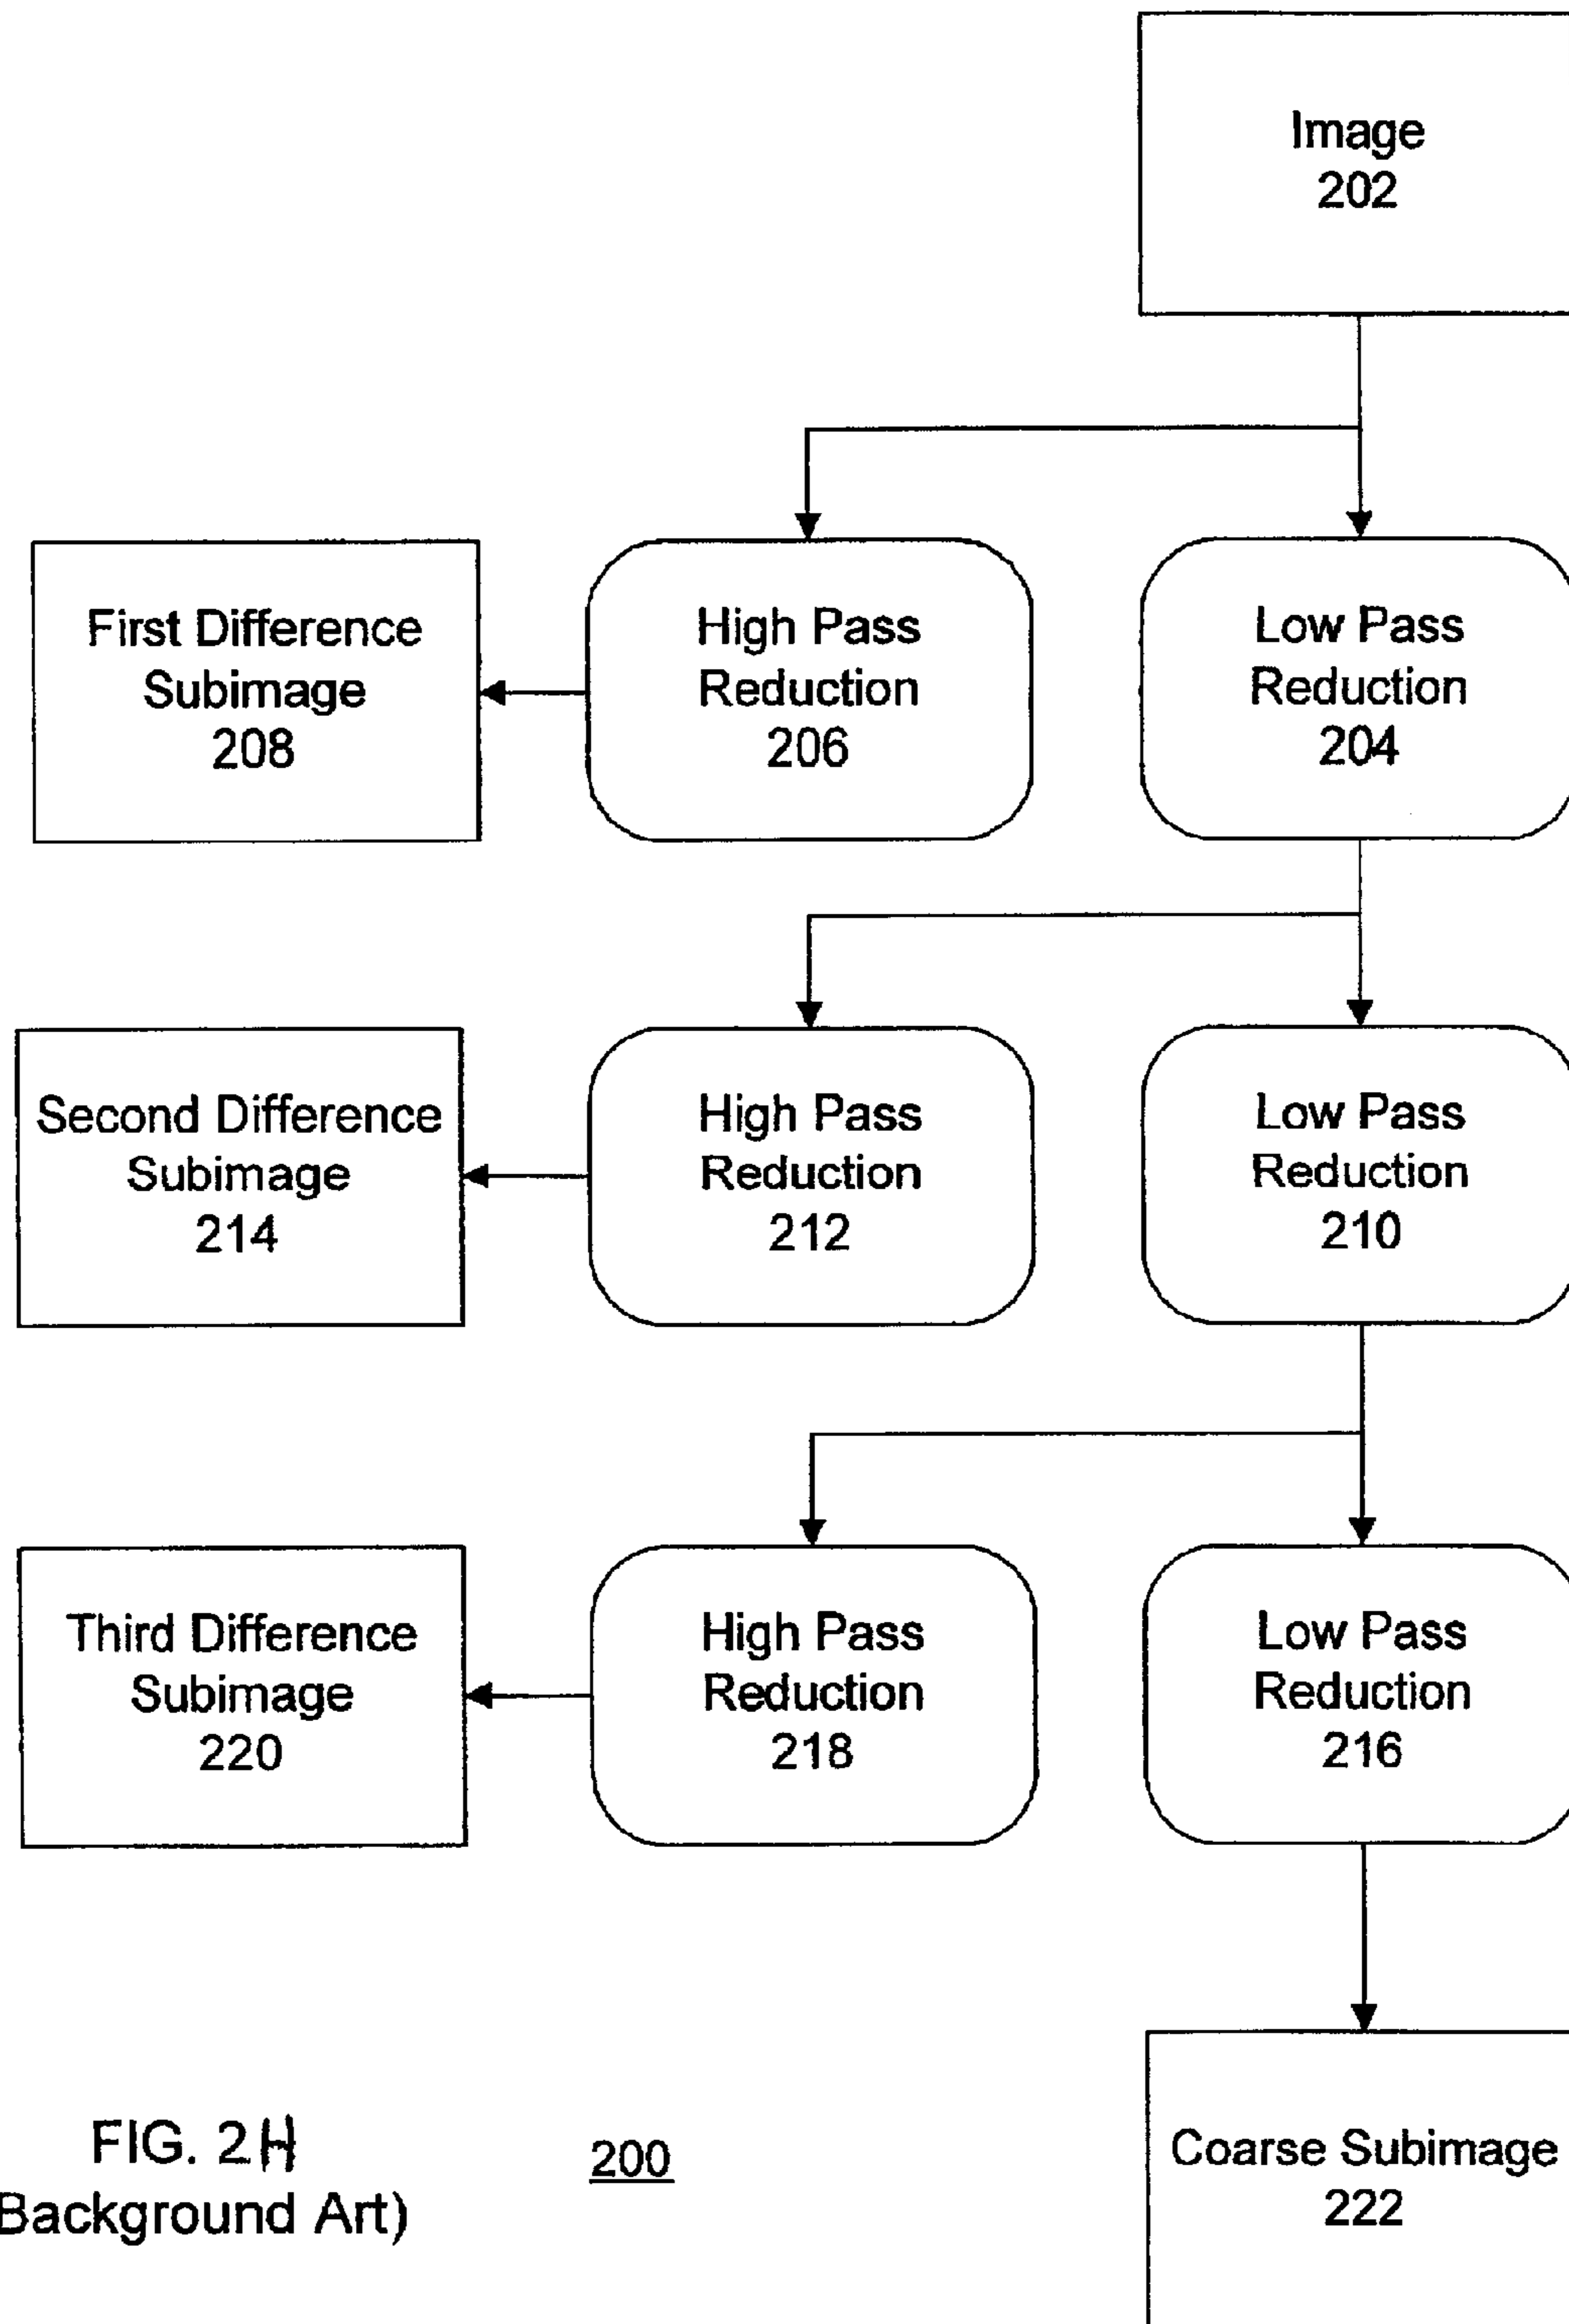 Image
202
First Difference
Subimage
208
High Pass
Reduction
206
Low Pass
Reduction
204
Second Difference
Subimage
214
High Pass
Reduction
212
Low Pass
Reduction
210
Third Difference
Subimage
220
High Pass
Reduction
218
Low Pass
Reduction
216
Coarse Subimage
222
FIG. 2H
Background Art)
200